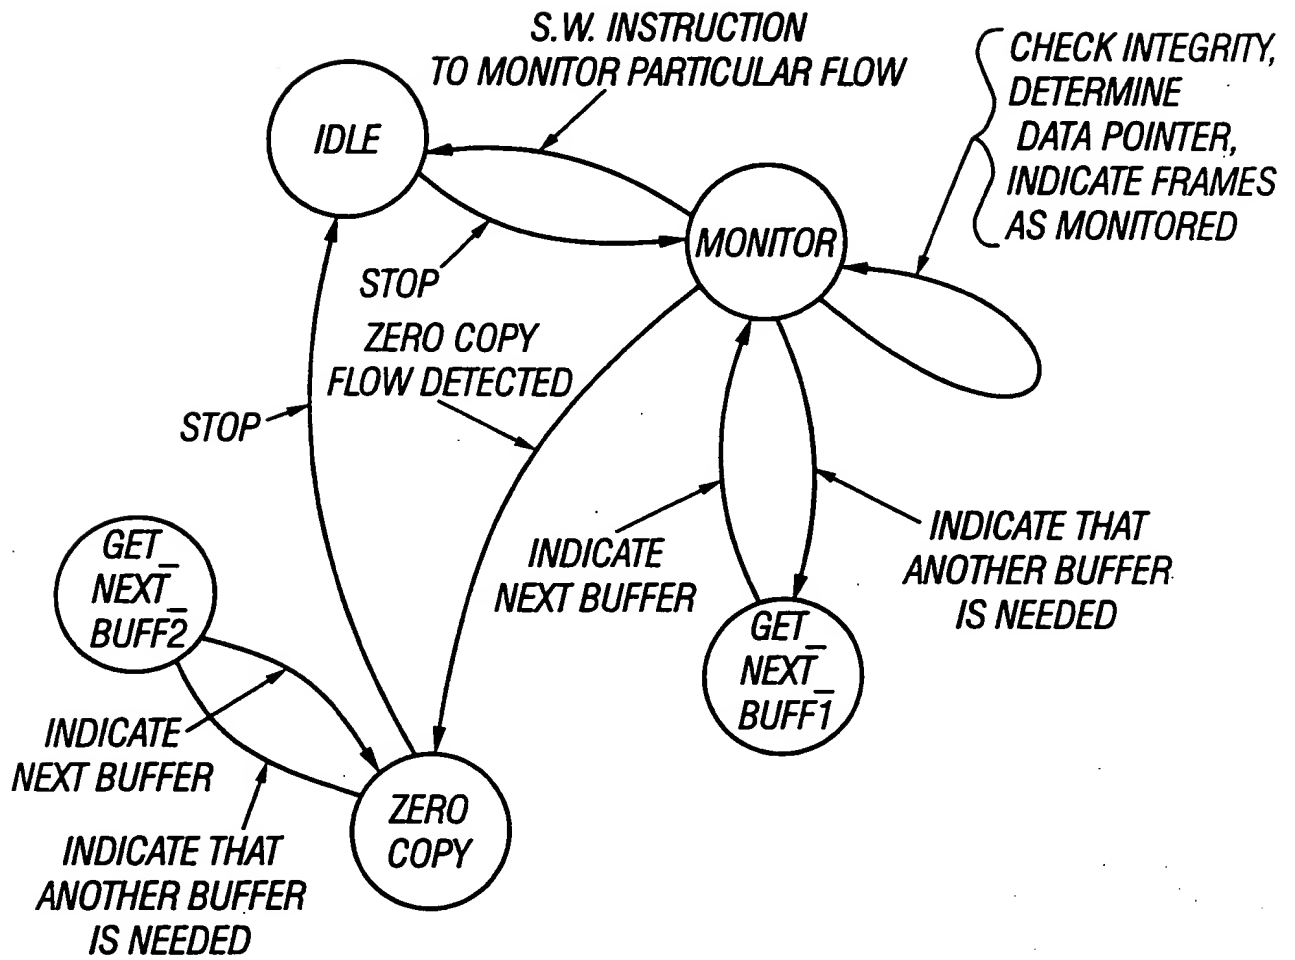 S.W. INSTRUCTION
TO MONITOR PARTICULAR FLOW
CHECK INTEGRITY,
DETERMINE
DATA POINTER,
INDICATE FRAMES
AS MONITORED
IDLE
MONITOR
STOP
ZERO COPY
FLOW DETECTED
STOP
INDICATE
NEXT BUFFER
INDICATE THAT
ANOTHER BUFFER
IS NEEDED
GET_
NEXT_
BUFF2
GET_
NEXT_
BUFF1
INDICATE
NEXT BUFFER
ZERO
COPY
INDICATE THAT
ANOTHER BUFFER
IS NEEDED